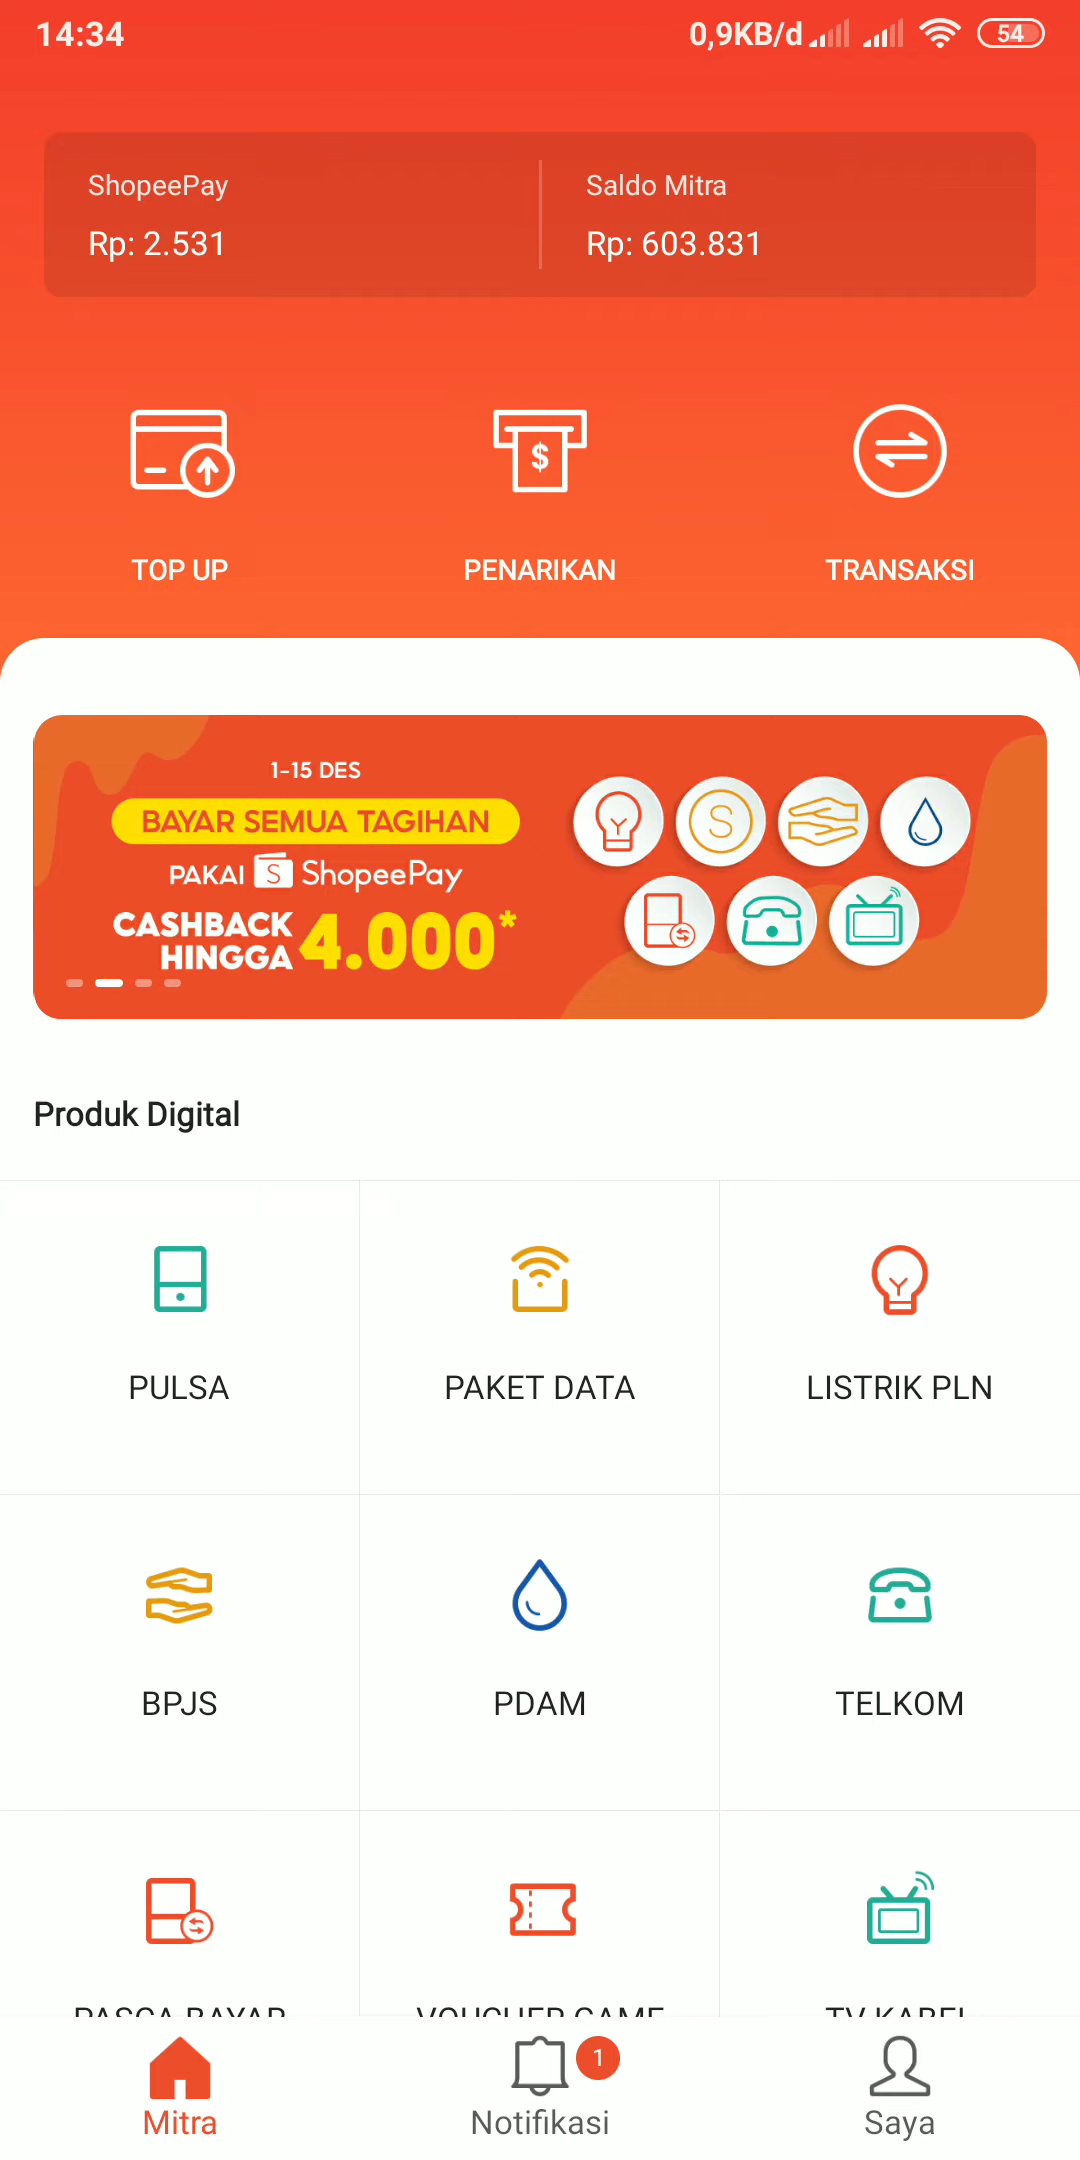 14:34
0,9KB/d
54
ShopeePay
Saldo Mitra
Rp: 2.531
Rp: 603.831
$
TOP UP
PENARIKAN
TRANSAKSI
1-15 DES
BAYAR SEMUA TAGIHAN
PAKAI S ShopeePay
CASHBACK
HINGGA 4.000*
S
Produk Digital
PULSA
PAKET DATA
LISTRIK PLN
BPJS
PDAM
TELKOM
PASCA BAYAR
VOUCHER GAME
TV KABEL
1
Mitra
Notifikasi
Saya